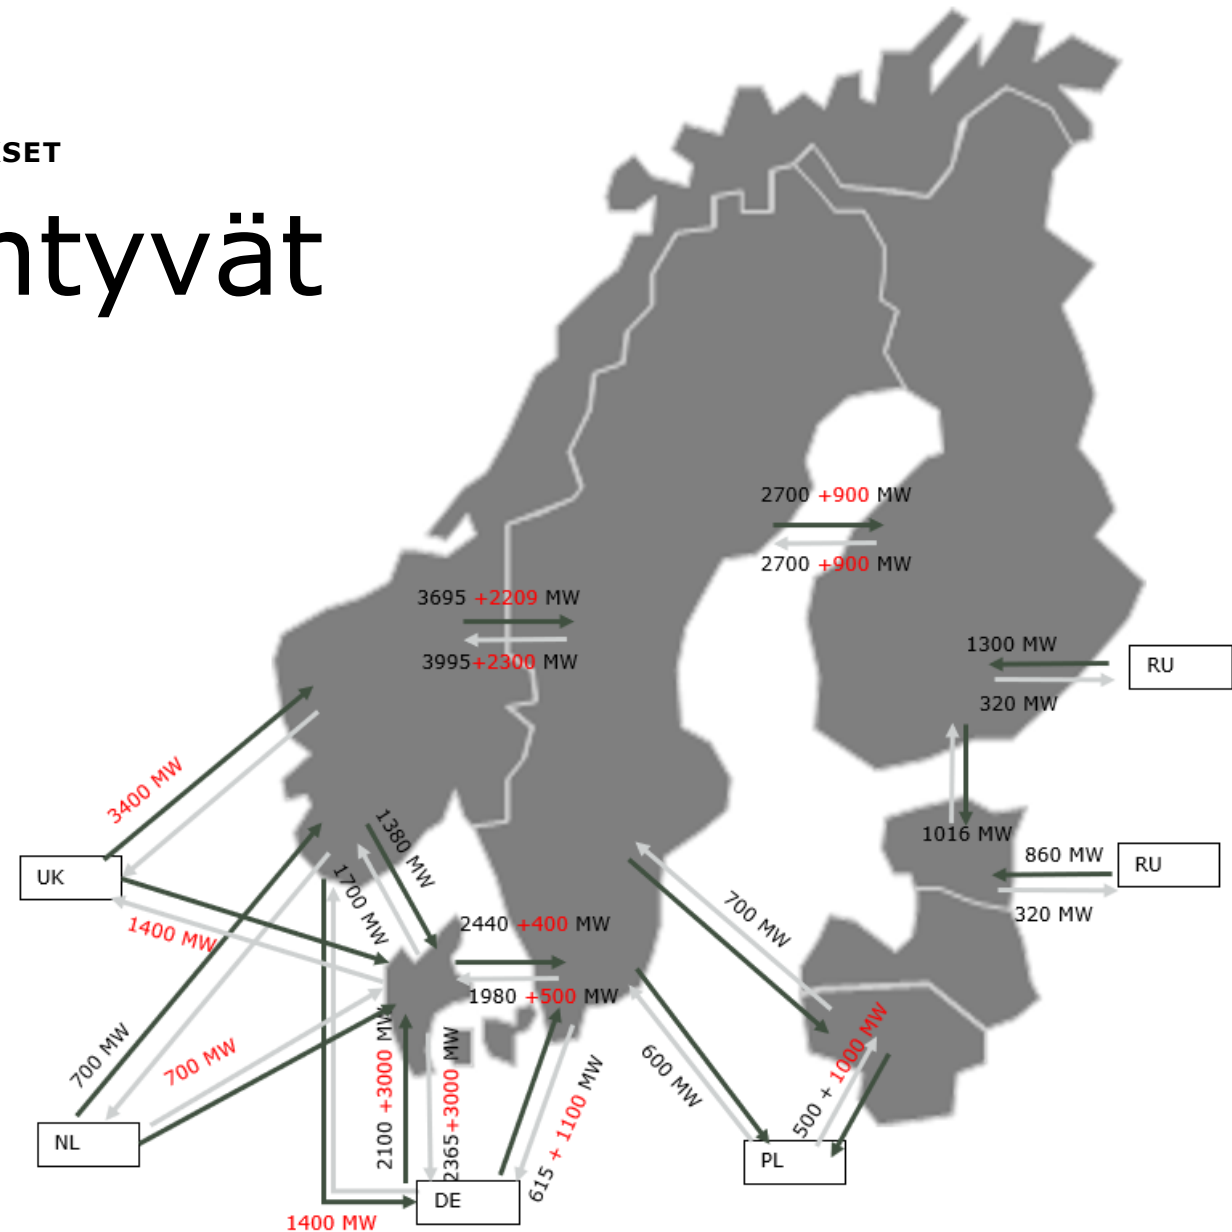 SET
ntyvät
2700 +900 MW
2700 +900 MW
3695 +2209 MW
3995+2300 MW
1300 MW
RU
320 MW
3400 MW
1380 MW
1700 MW
1016 MW
860 MW
RU
320 MW
UK
1400 MW
2440 +400 MW
1980 +500 MW
700 MW
700 MW
700 MW
600 MW
500 + 1000 MW
2100 +3000 MW
2365+3000 MW
615 + 1100 MW
NL
PL
DE
1400 MW